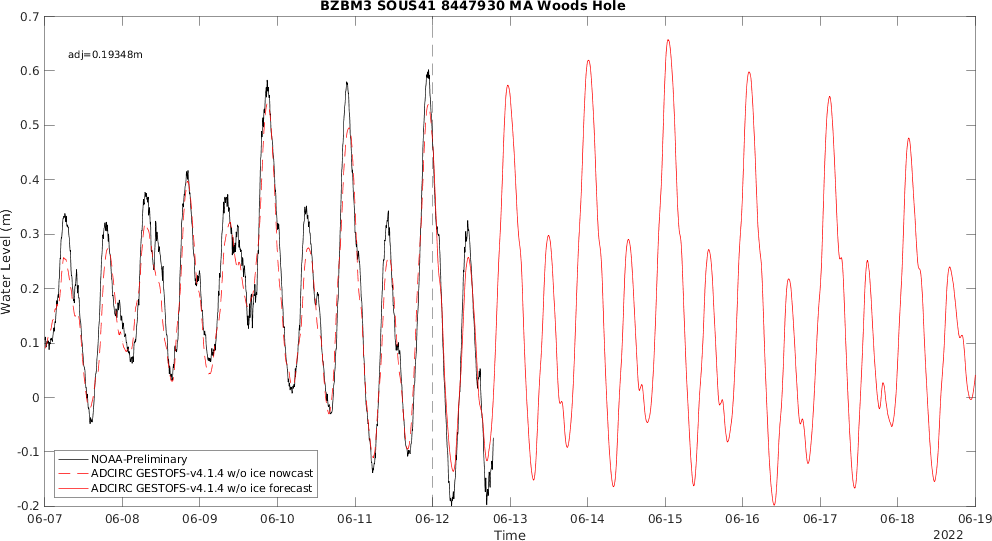 BZBM3 SOUS41 8447930 MA Woods Hole
0.7
adj=0.19348m
0.6
0.5
0.4
0.3
0.2
0.1
0
-0.1
-0.2
Water Level (m)
NOAA-Preliminary
ADCIRC GESTOFS-v4.1.4 w/o ice nowcast
ADCIRC GESTOFS-v4.1.4 w/o ice forecast
06-07 06-08 06-09 06-10 06-11 06-12 06-13 06-14 06-15 06-16 06-17 06-18 06-19
Time
2022